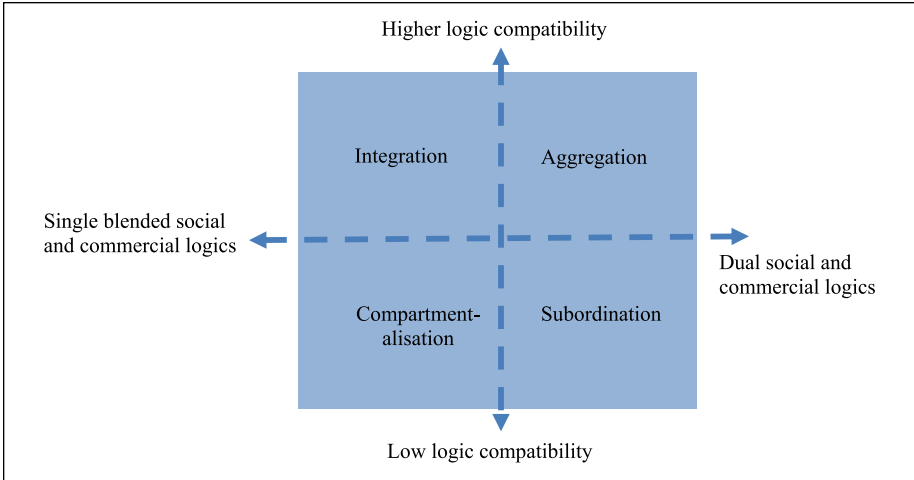 Higher logic compatibility
Integration
Aggregation
Single blended social
and commercial logics
Dual social and
commercial logics
Compartment-
alisation
Subordination
Low logic compatibility